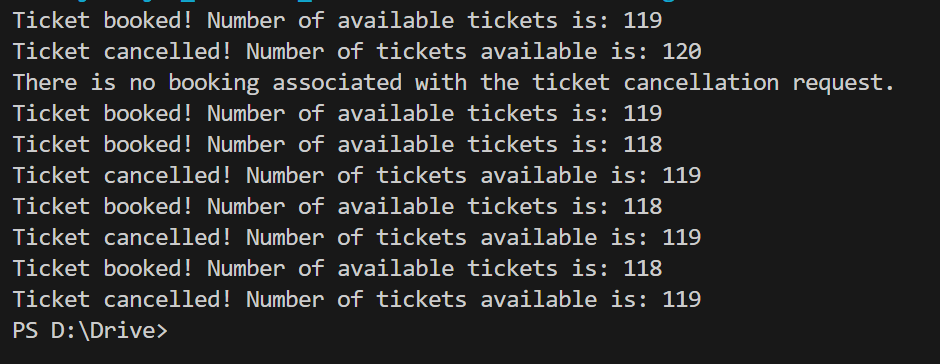 Ticket booked! Number of available tickets is: 119
Ticket cancelled! Number of tickets available is: 120
There is no booking associated with the ticket cancellation request.
Ticket booked! Number of available tickets is: 119
Ticket booked! Number of available tickets is: 118
Ticket cancelled! Number of tickets available is: 119
Ticket booked! Number of available tickets is: 118
Ticket cancelled! Number of tickets available is: 119
Ticket booked! Number of available tickets is: 118
Ticket cancelled! Number of tickets available is: 119
PS D:\Drive>